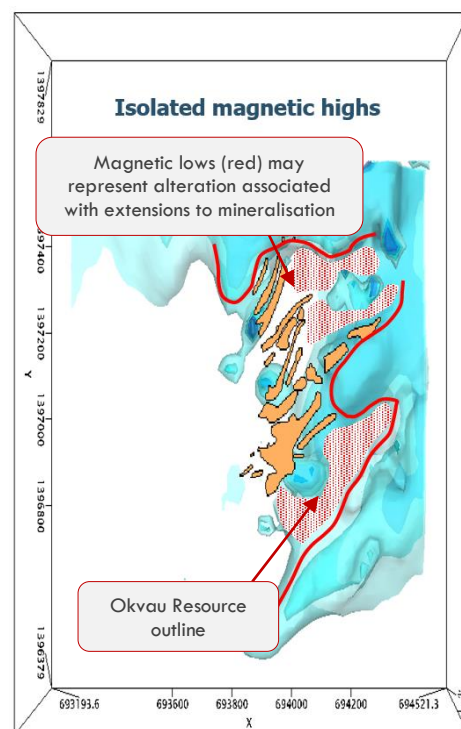 1397829
Isolated magnetic highs
Magnetic lows (red) may
represent alteration associated
with extensions to mineralisation
1397400
1397200
Y
1397000
1396800
Okvau Resource
outline
1396379
693193.6
693600
693800
694000
694200
694521.3
X